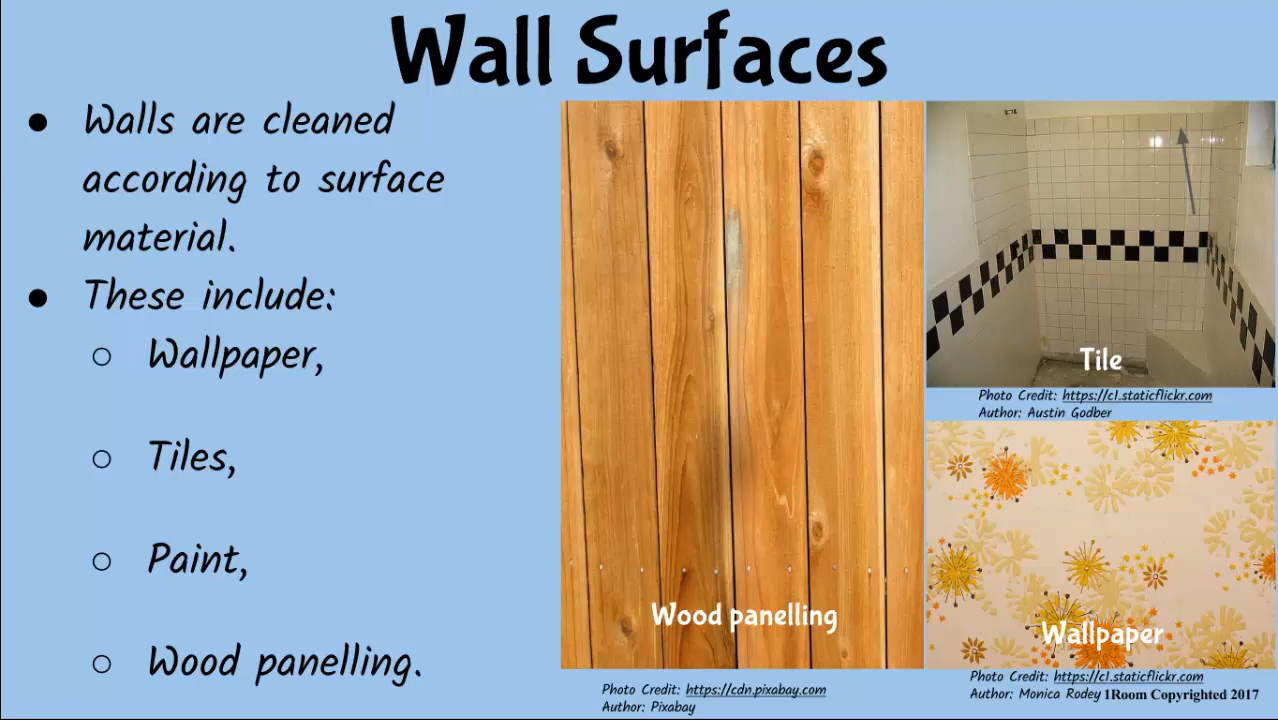 Wall Surfaces
● Walls are cleaned
according to surface
material.
● These include:
○ Wallpaper,
○ Tiles,
○ Paint,
○ Wood panelling.
Wood panelling
Photo Credit: https://cdn.pixabay.com
Author: Pixabay
Tile
Photo Credit: https://c1.staticflickr.com
Author: Austin Godber
Wallpaper
Photo Credit: https://c1.staticflickr.com
Author: Monica Rodey 1Room Copyrighted 2017